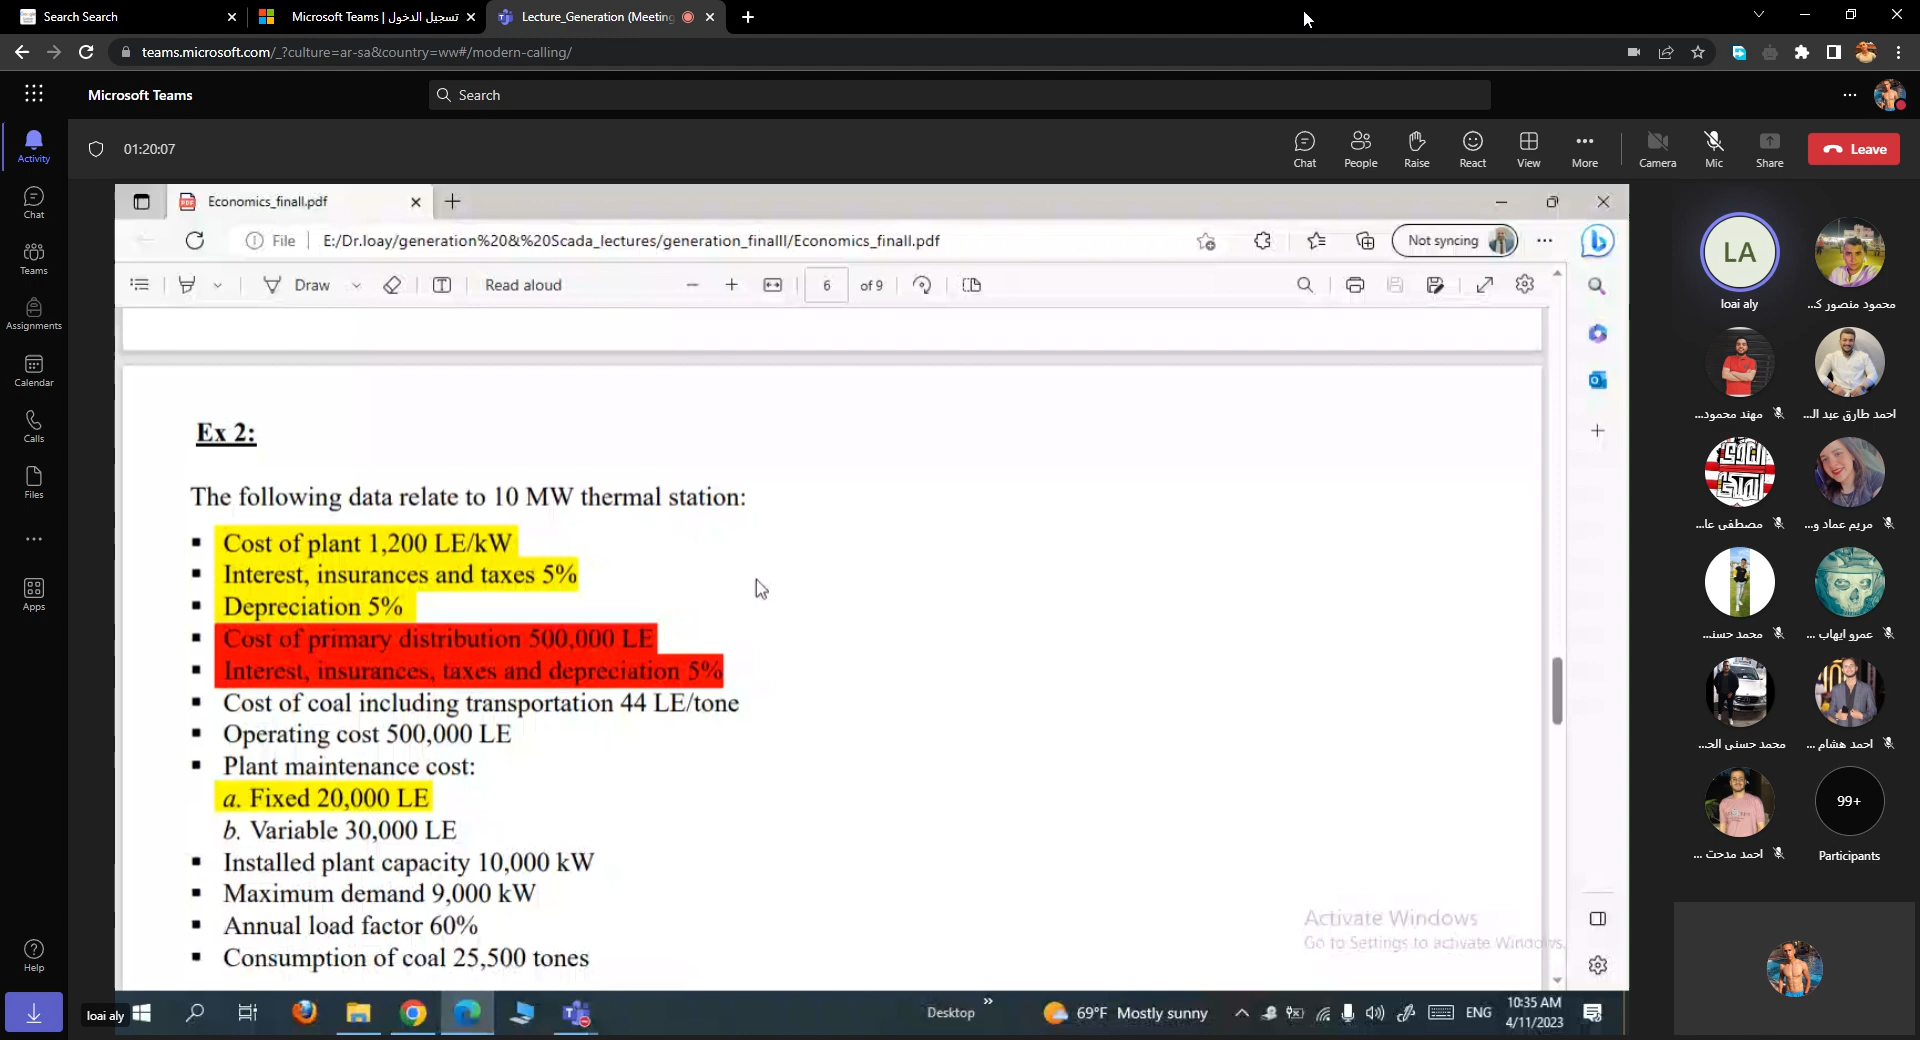 Search Search
Microsoft Teams | تسجيل الدخول
Lecture_Generation (Meeting
teams.microsoft.com/_?culture=ar-sa&country=ww#/modern-calling/
Microsoft Teams
Search
Activity
Chat
Teams
Assignments
Calendar
Calls
Files
Apps
Help
01:20:07
Chat
People
Raise
React
View
More
Camera
Mic
Share
Leave
Economics_finall.pdf
File
E:/Dr.loay/generation%20&%20Scada_lectures/generation_finalll/Economics_finall.pdf
Not syncing
Draw
Read aloud
6
of 9
Ex 2:
The following data relate to 10 MW thermal station:
▪ Cost of plant 1,200 LE/kW
▪ Interest, insurances and taxes 5%
▪ Depreciation 5%
▪ Cost of primary distribution 500,000 LE
▪ Interest, insurances, taxes and depreciation 5%
▪ Cost of coal including transportation 44 LE/tone
▪ Operating cost 500,000 LE
▪ Plant maintenance cost:
a. Fixed 20,000 LE
b. Variable 30,000 LE
▪ Installed plant capacity 10,000 kW
▪ Maximum demand 9,000 kW
▪ Annual load factor 60%
▪ Consumption of coal 25,500 tones
Activate Windows
Go to Settings to activate Windows.
LA
loai aly
محمود منصور ك...
مهند محمود...
احمد طارق عبد ال...
مصطفى عا...
مريم عماد و...
محمد حسنـ...
عمرو ايهاب ...
محمد حسنى الحـ...
احمد هشام ...
احمد مدحت ...
99+
Participants
loai aly
Desktop
69°F Mostly sunny
ENG
10:35 AM
4/11/2023